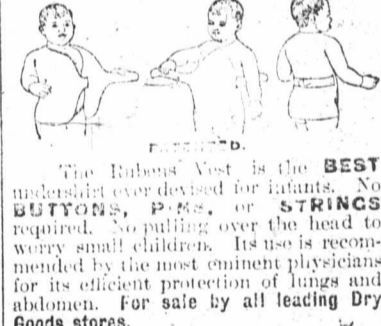 PATENTED.
The Rubens Vest is the BEST
undershirt ever devised for infants. No
BUTTONS, PINS, or STRINGS
required. No pulling over the head to
worry small children. Its use is recom-
mended by the most eminent physicians
for its efficient protection of lungs and
abdomen. For sale by all leading Dry
Goods stores.